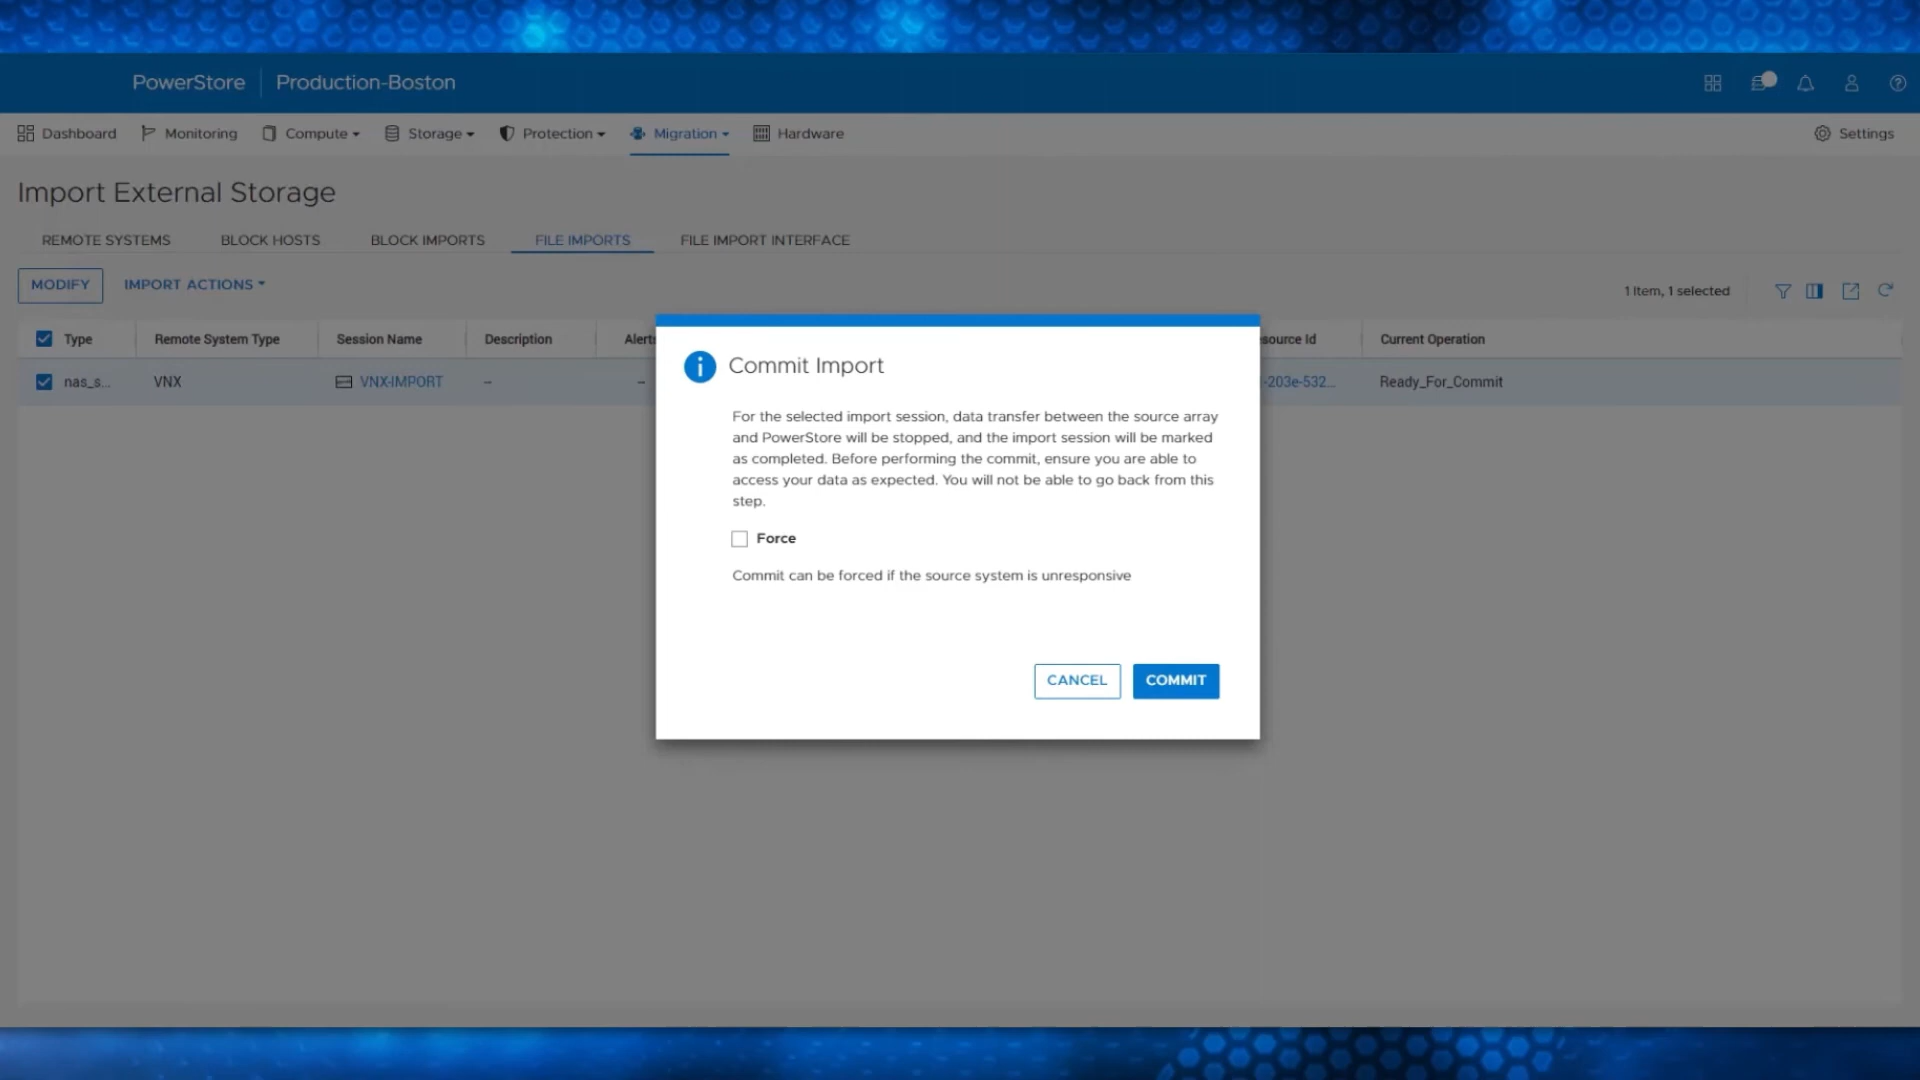 PowerStore Production-Boston
Dashboard Monitoring Compute Storage Protection Migration Hardware Settings
Import External Storage
REMOTE SYSTEMS BLOCK HOSTS BLOCK IMPORTS FILE IMPORTS FILE IMPORT INTERFACE
MODIFY IMPORT ACTIONS 1 item, 1 selected
Type Remote System Type Session Name Description Alerts source Id Current Operation
nas_s... VNX VNX-IMPORT -- -- -203e-532... Ready_For_Commit
Commit Import
For the selected import session, data transfer between the source array
and PowerStore will be stopped, and the import session will be marked
as completed. Before performing the commit, ensure you are able to
access your data as expected. You will not be able to go back from this
step.
Force
Commit can be forced if the source system is unresponsive
CANCEL COMMIT